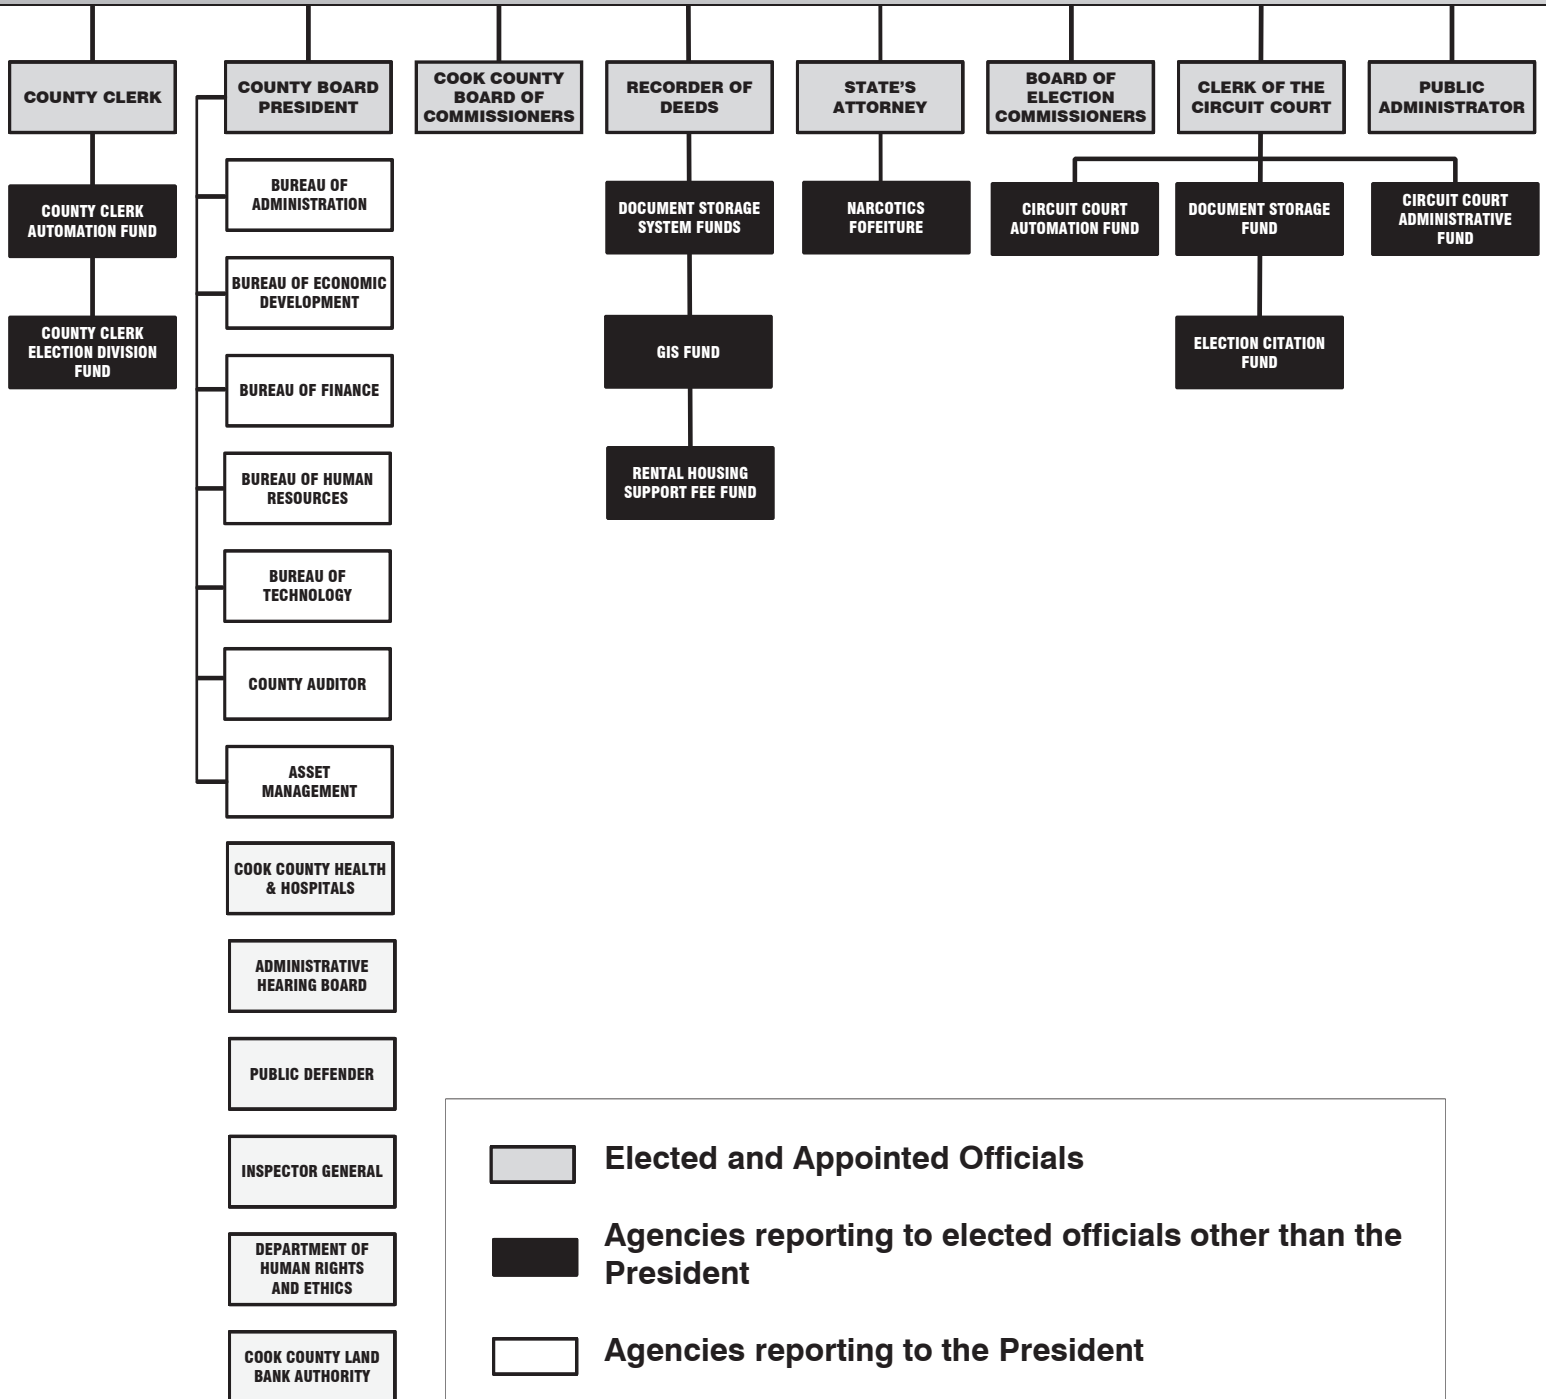 COUNTY CLERK
COUNTY BOARD
PRESIDENT
COOK COUNTY
BOARD OF
COMMISSIONERS
RECORDER OF
DEEDS
STATE'S
ATTORNEY
BOARD OF
ELECTION
COMMISSIONERS
CLERK OF THE
CIRCUIT COURT
PUBLIC
ADMINISTRATOR
COUNTY CLERK
AUTOMATION FUND
COUNTY CLERK
ELECTION DIVISION
FUND
BUREAU OF
ADMINISTRATION
BUREAU OF ECONOMIC
DEVELOPMENT
BUREAU OF FINANCE
BUREAU OF HUMAN
RESOURCES
BUREAU OF
TECHNOLOGY
COUNTY AUDITOR
ASSET
MANAGEMENT
COOK COUNTY HEALTH
& HOSPITALS
ADMINISTRATIVE
HEARING BOARD
PUBLIC DEFENDER
INSPECTOR GENERAL
DEPARTMENT OF
HUMAN RIGHTS
AND ETHICS
COOK COUNTY LAND
BANK AUTHORITY
DOCUMENT STORAGE
SYSTEM FUNDS
GIS FUND
RENTAL HOUSING
SUPPORT FEE FUND
NARCOTICS
FOFEITURE
CIRCUIT COURT
AUTOMATION FUND
DOCUMENT STORAGE
FUND
ELECTION CITATION
FUND
CIRCUIT COURT
ADMINISTRATIVE
FUND
Elected and Appointed Officials
Agencies reporting to elected officials other than the
President
Agencies reporting to the President